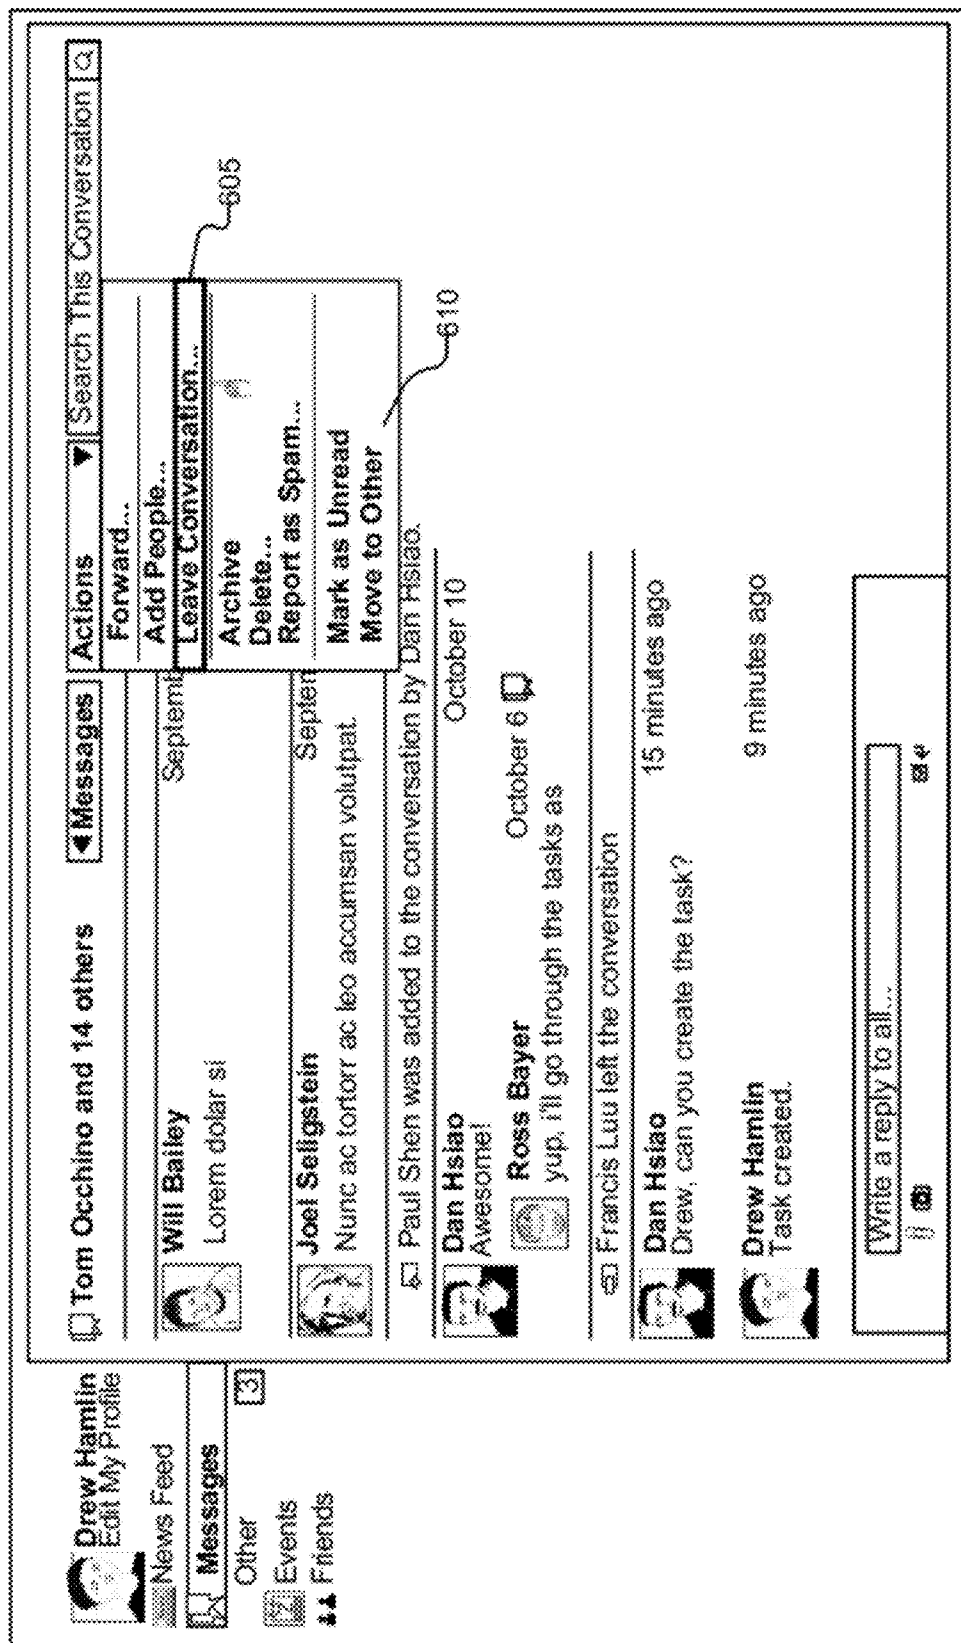 Drew Hamlin
Edit My Profile
News Feed
Messages
Other
3
Events
Friends
Tom Occhino and 14 others
Messages
Actions
Search This Conversation
Forward...
Add People...
Leave Conversation...
Archive
Delete...
Report as Spam...
Mark as Unread
Move to Other
605
610
Will Bailey
Septemb
Lorem dolar si
Joel Seligstein
Septem
Nunc ac tortorr ac leo accumsan volutpat.
Paul Shen was added to the conversation by Dan Hsiao.
Dan Hsiao
October 10
Awesome!
Ross Bayer
October 6
yup, i'll go through the tasks as
Francis Luu left the conversation
Dan Hsiao
15 minutes ago
Drew, can you create the task?
Drew Hamlin
9 minutes ago
Task created.
Write a reply to all...